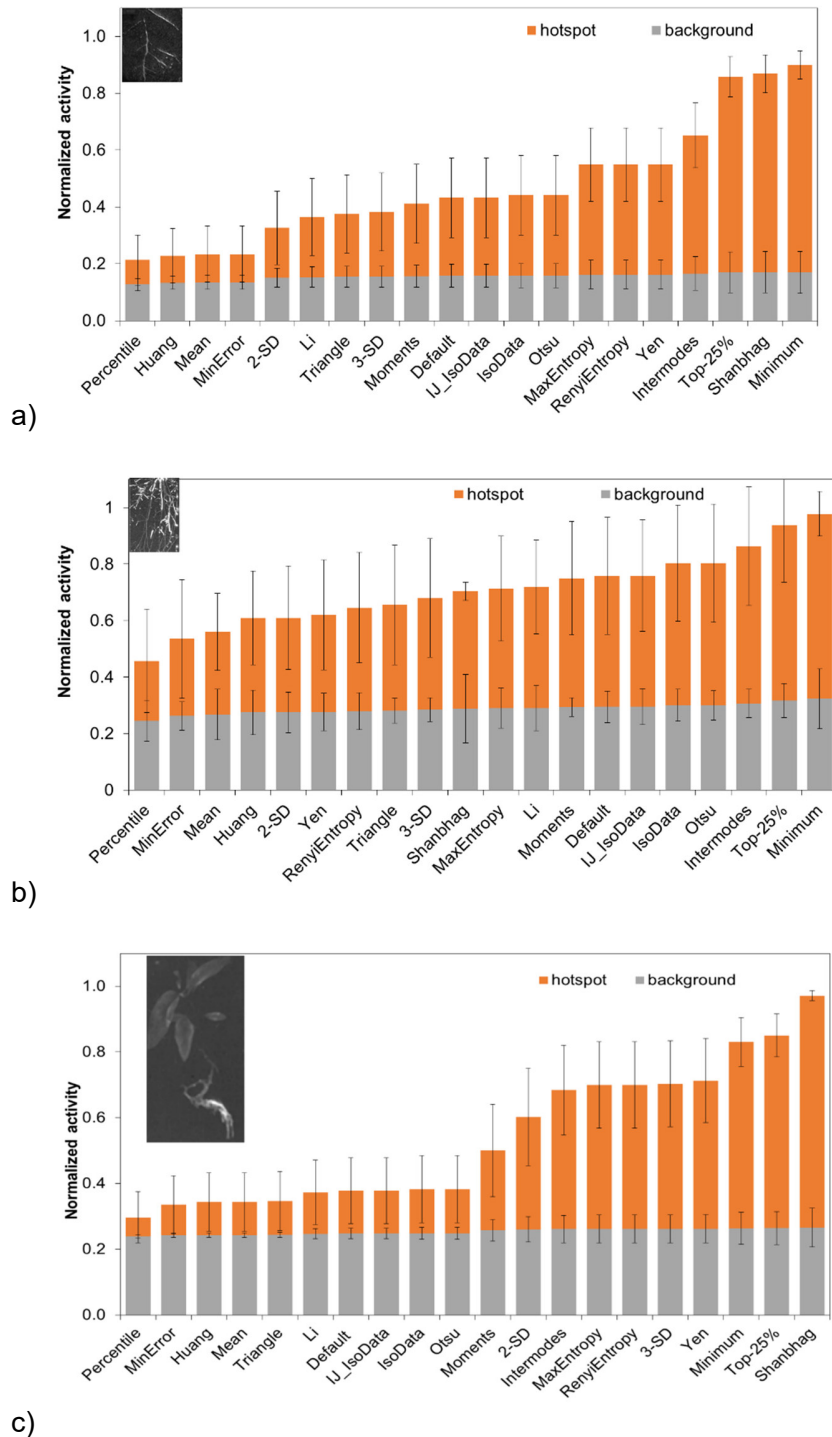 hotspot background
Normalized activity
1.0
0.8
0.6
0.4
0.2
0.0
Percentile
Huang
Mean
MinError
2-SD
Li
Triangle
3-SD
Moments
Default
IJ_IsoData
IsoData
Otsu
MaxEntropy
RenyiEntropy
Yen
Intermodes
Top-25%
Shanbhag
Minimum
a)
hotspot background
Normalized activity
1
0.8
0.6
0.4
0.2
0
Percentile
MinError
Mean
Huang
2-SD
Yen
RenyiEntropy
Triangle
3-SD
Shanbhag
MaxEntropy
Li
Moments
Default
IJ_IsoData
IsoData
Otsu
Intermodes
Top-25%
Minimum
b)
hotspot background
Normalized activity
1.0
0.8
0.6
0.4
0.2
0.0
Percentile
MinError
Huang
Mean
Triangle
Li
Default
IJ_IsoData
IsoData
Otsu
Moments
2-SD
Intermodes
MaxEntropy
RenyiEntropy
3-SD
Yen
Minimum
Top-25%
Shanbhag
c)